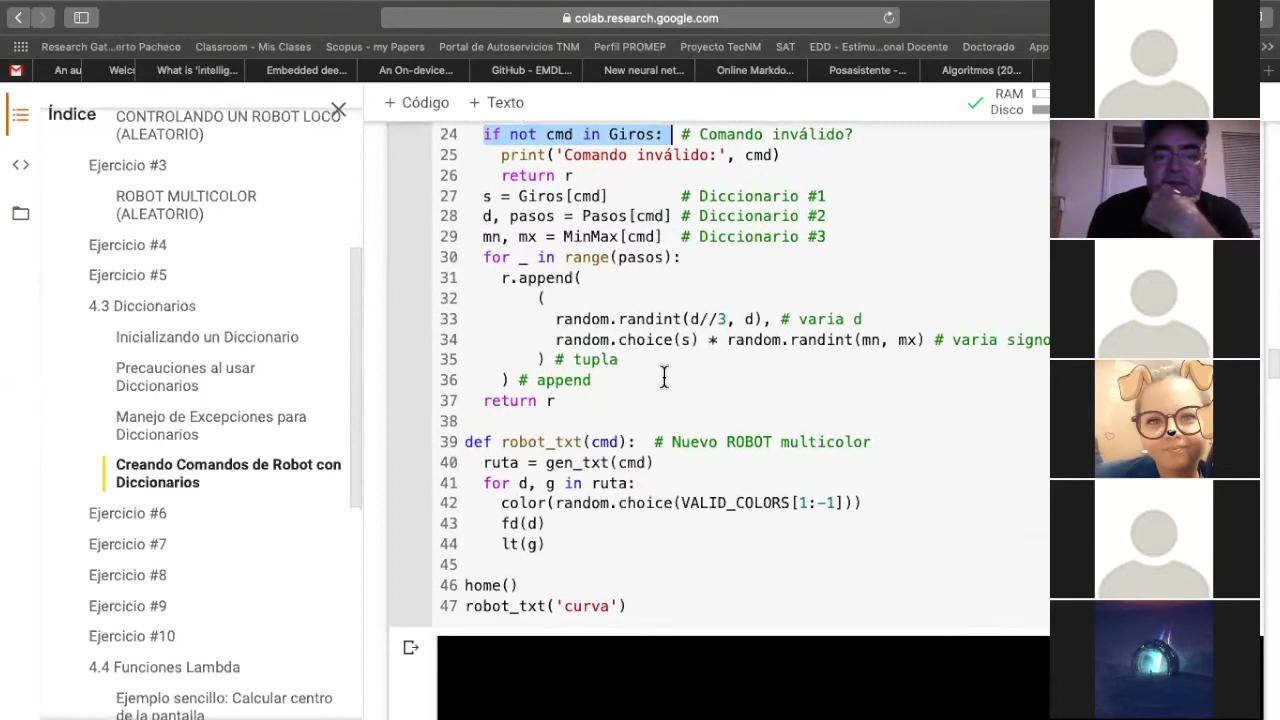 colab.research.google.com
Research Gat...erto Pacheco
Classroom - Mis Clases
Scopus - my Papers
Portal de Autoservicios TNM
Perfil PROMEP
Proyecto TecNM
SAT
EDD - Estímu...onal Docente
Doctorado
App
An au
Welc
What is 'intellig...
Embedded dee...
An On-device...
GitHub - EMDL...
New neural net...
Online Markdo...
Posasistente -...
Algoritmos (20...
Índice
CONTROLANDO UN ROBOT LOCO
(ALEATORIO)
Ejercicio #3
ROBOT MULTICOLOR
(ALEATORIO)
Ejercicio #4
Ejercicio #5
4.3 Diccionarios
Inicializando un Diccionario
Precauciones al usar
Diccionarios
Manejo de Excepciones para
Diccionarios
Creando Comandos de Robot con
Diccionarios
Ejercicio #6
Ejercicio #7
Ejercicio #8
Ejercicio #9
Ejercicio #10
4.4 Funciones Lambda
Ejemplo sencillo: Calcular centro
de la pantalla
+ Código + Texto
RAM
Disco
24 if not cmd in Giros: # Comando inválido?
25 print('Comando inválido:', cmd)
26 return r
27 s = Giros[cmd] # Diccionario #1
28 d, pasos = Pasos[cmd] # Diccionario #2
29 mn, mx = MinMax[cmd] # Diccionario #3
30 for _ in range(pasos):
31 r.append(
32 (
33 random.randint(d//3, d), # varia d
34 random.choice(s) * random.randint(mn, mx) # varia signo
35 ) # tupla
36 ) # append
37 return r
38
39 def robot_txt(cmd): # Nuevo ROBOT multicolor
40 ruta = gen_txt(cmd)
41 for d, g in ruta:
42 color(random.choice(VALID_COLORS[1:-1]))
43 fd(d)
44 lt(g)
45
46 home()
47 robot_txt('curva')